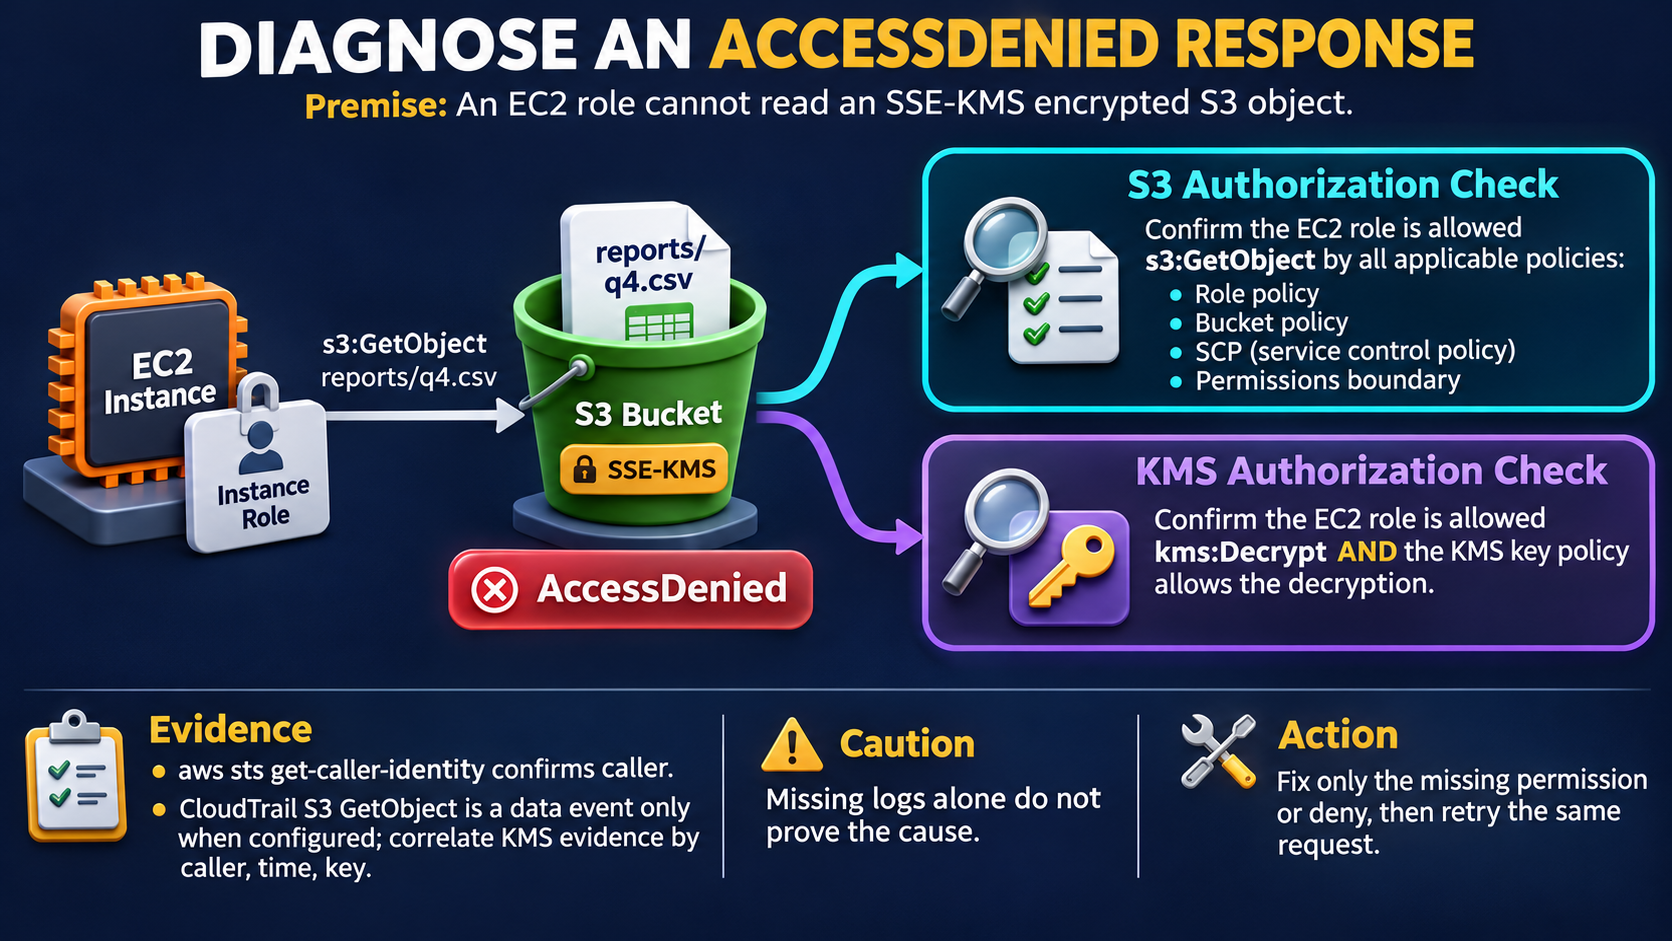 DIAGNOSE AN ACCESSDENIED RESPONSE
Premise: An EC2 role cannot read an SSE-KMS encrypted S3 object.
EC2
Instance
Instance
Role
s3:GetObject
reports/q4.csv
reports/
q4.csv
S3 Bucket
SSE-KMS
AccessDenied
S3 Authorization Check
Confirm the EC2 role is allowed
s3:GetObject by all applicable policies:
• Role policy
• Bucket policy
• SCP (service control policy)
• Permissions boundary
KMS Authorization Check
Confirm the EC2 role is allowed
kms:Decrypt AND the KMS key policy
allows the decryption.
Evidence
• aws sts get-caller-identity confirms caller.
• CloudTrail S3 GetObject is a data event only
when configured; correlate KMS evidence by
caller, time, key.
Caution
Missing logs alone do not
prove the cause.
Action
Fix only the missing permission
or deny, then retry the same
request.